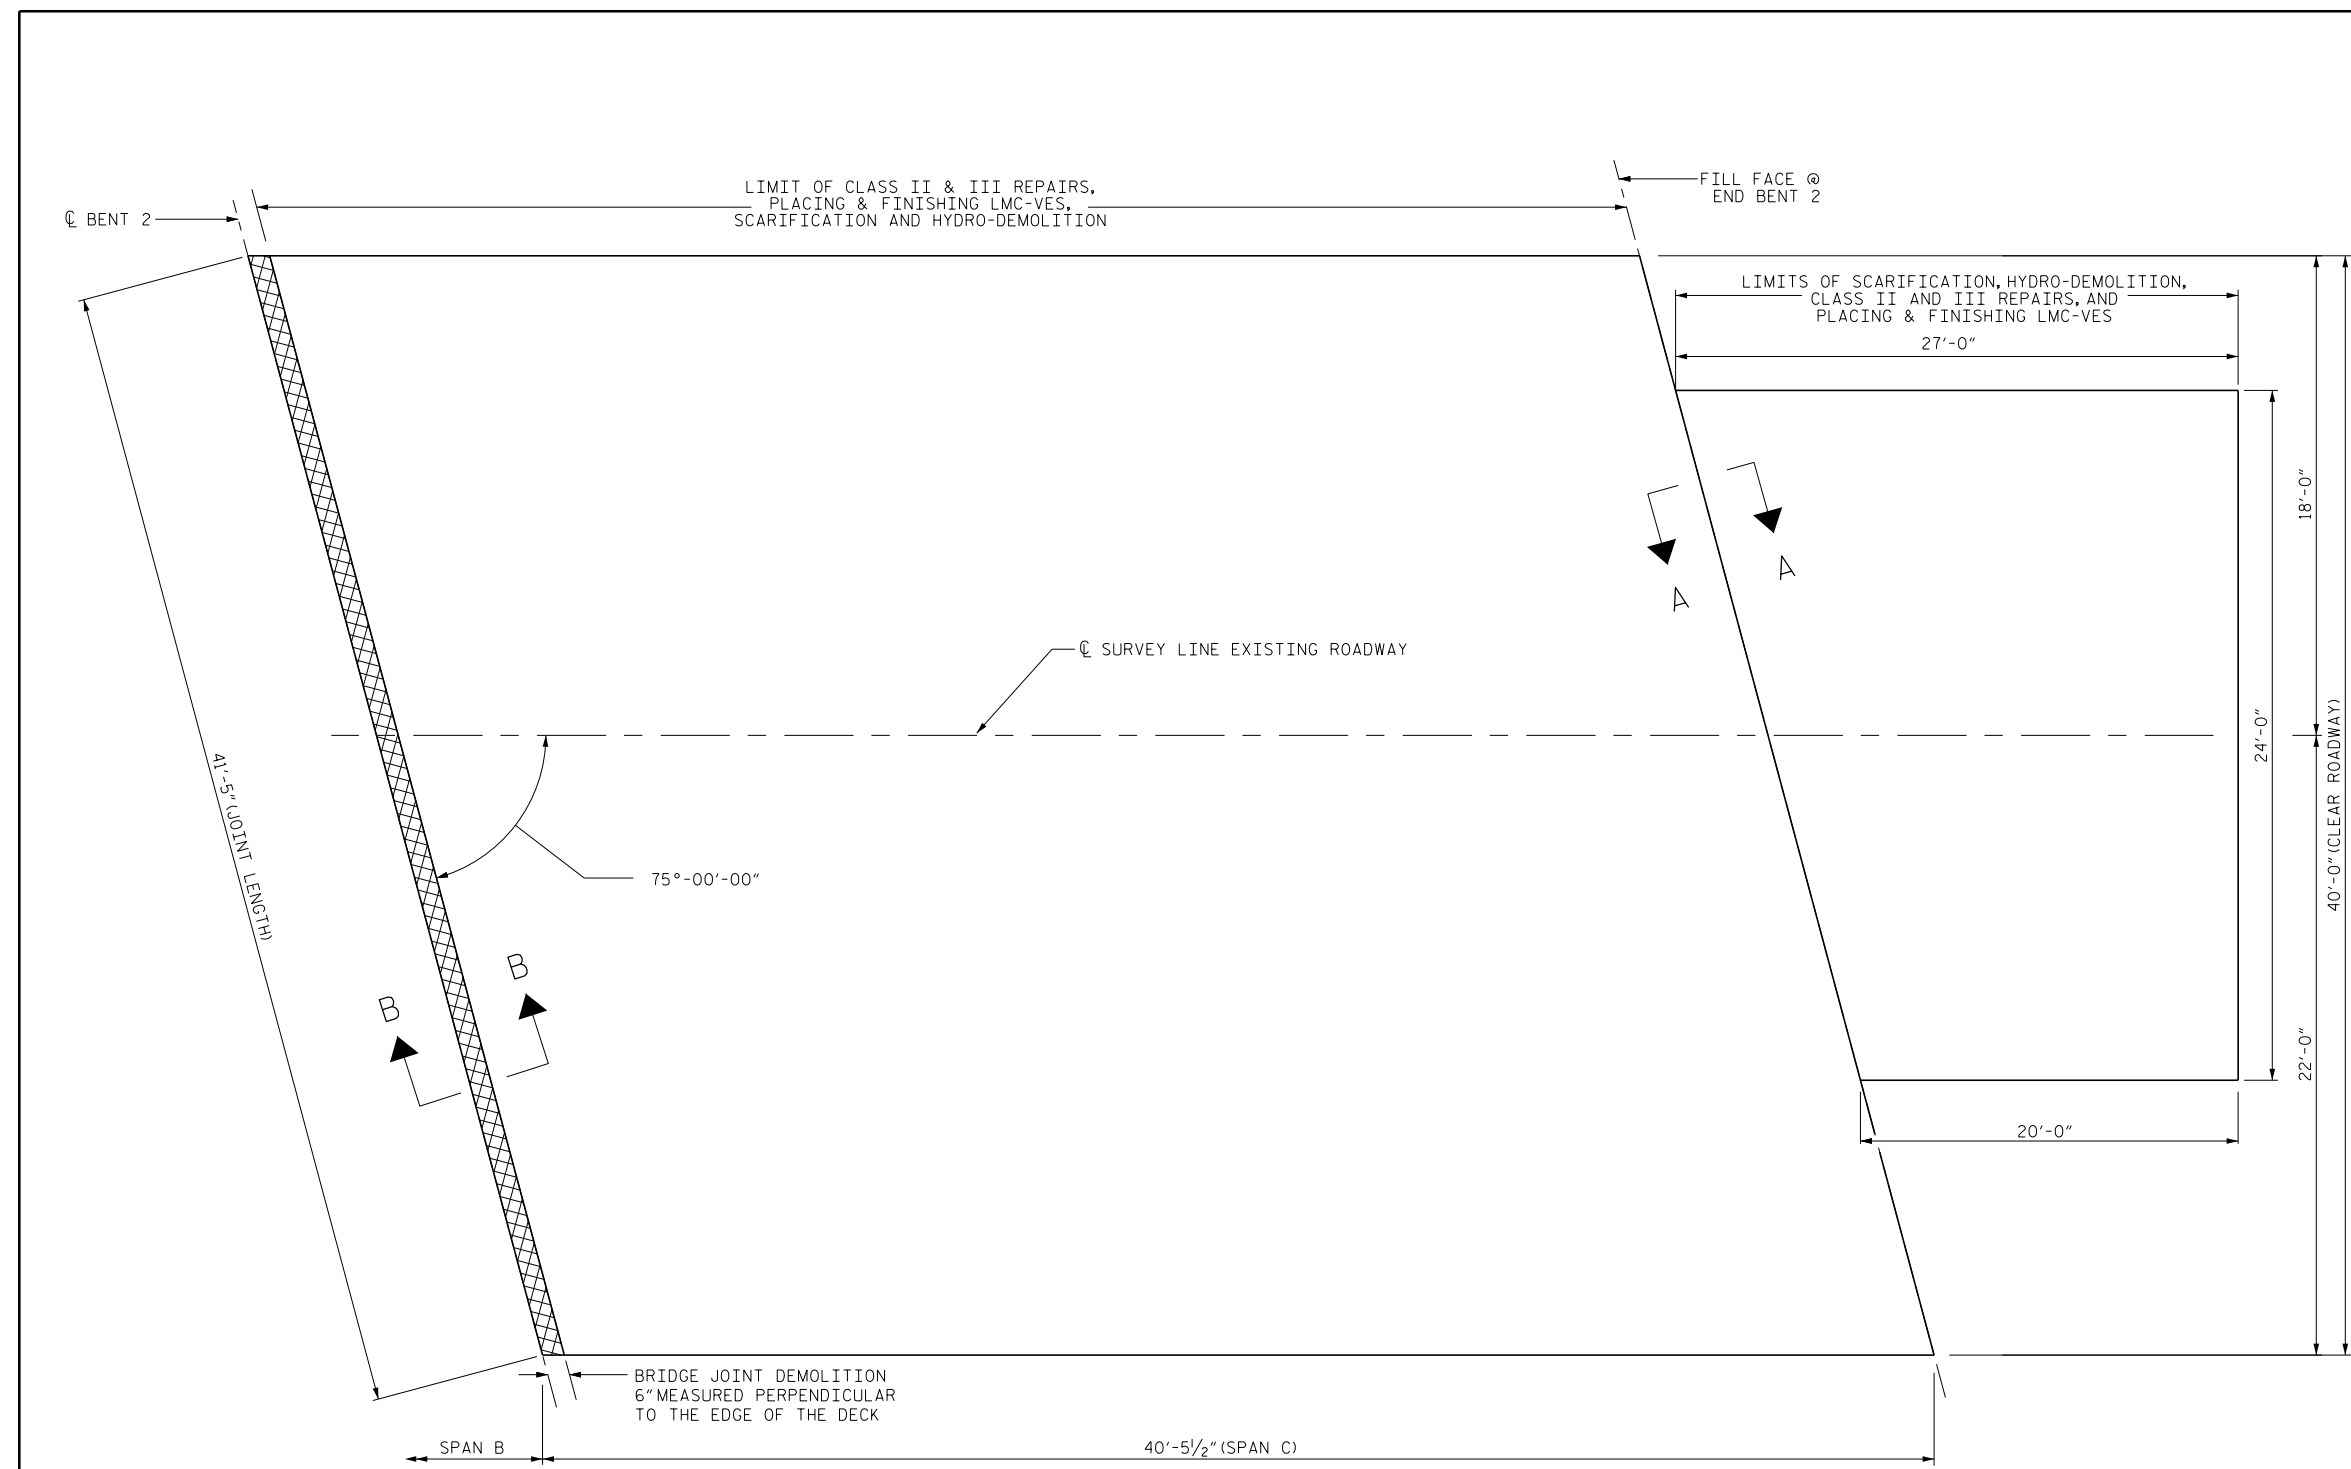 LIMIT OF CLASS II & III REPAIRS,
PLACING & FINISHING LMC-VES,
SCARIFICATION AND HYDRO-DEMOLITION
FILL FACE @
END BENT 2
℄ BENT 2
LIMITS OF SCARIFICATION, HYDRO-DEMOLITION,
CLASS II AND III REPAIRS, AND
PLACING & FINISHING LMC-VES
27'-0"
18'-0"
A
A
℄ SURVEY LINE EXISTING ROADWAY
24'-0"
40'-0" (CLEAR ROADWAY)
41'-5" (JOINT LENGTH)
75°-00'-00"
B
B
22'-0"
20'-0"
BRIDGE JOINT DEMOLITION
6" MEASURED PERPENDICULAR
TO THE EDGE OF THE DECK
SPAN B
40'-5½" (SPAN C)